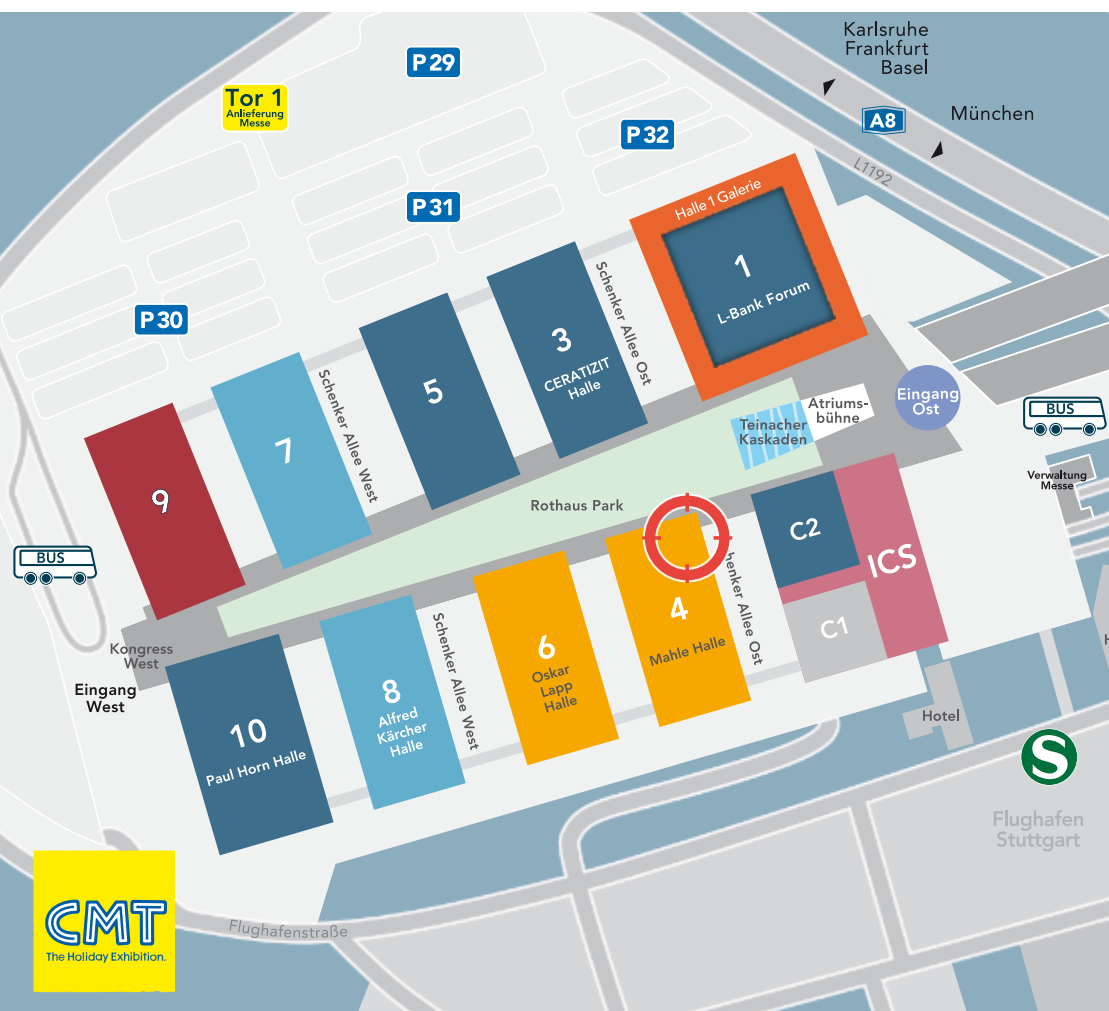 Karlsruhe
Frankfurt
Basel
P29
Tor 1
Anlieferung
Messe
A8
München
P32
L1192
Halle 1 Galerie
P31
1
L-Bank Forum
Schenker Allee Ost
P30
3
CERATIZIT
Halle
5
Schenker Allee West
7
Eingang
Ost
BUS
Atriums-
bühne
Teinacher
Kaskaden
9
Rothaus Park
Verwaltung
Messe
C2
ICS
BUS
henker Allee Ost
4
Mahle Halle
C1
6
Oskar
Lapp
Halle
Schenker Allee West
Kongress
West
Eingang
West
8
Alfred
Kärcher
Halle
10
Paul Horn Halle
H
Hotel
S
Flughafen
Stuttgart
CMT
The Holiday Exhibition.
Flughafenstraße